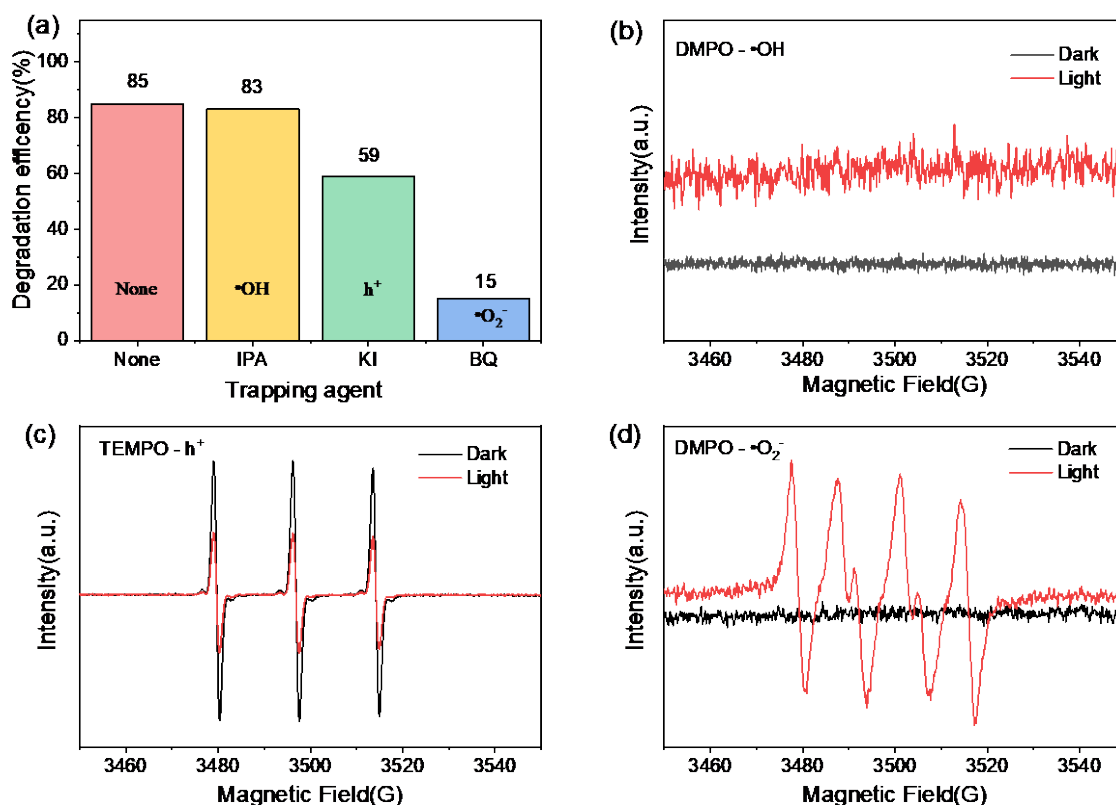 (a)
Degradation efficency(%)
100
80
60
40
20
0
85
83
59
15
None
•OH
h⁺
•O₂⁻
None IPA KI BQ
Trapping agent
(b)
DMPO - •OH
Dark
Light
Intensity(a.u.)
3460 3480 3500 3520 3540
Magnetic Field(G)
(c)
TEMPO - h⁺
Dark
Light
Intensity(a.u.)
3460 3480 3500 3520 3540
Magnetic Field(G)
(d)
DMPO - •O₂⁻
Dark
Light
Intensity(a.u.)
3460 3480 3500 3520 3540
Magnetic Field(G)